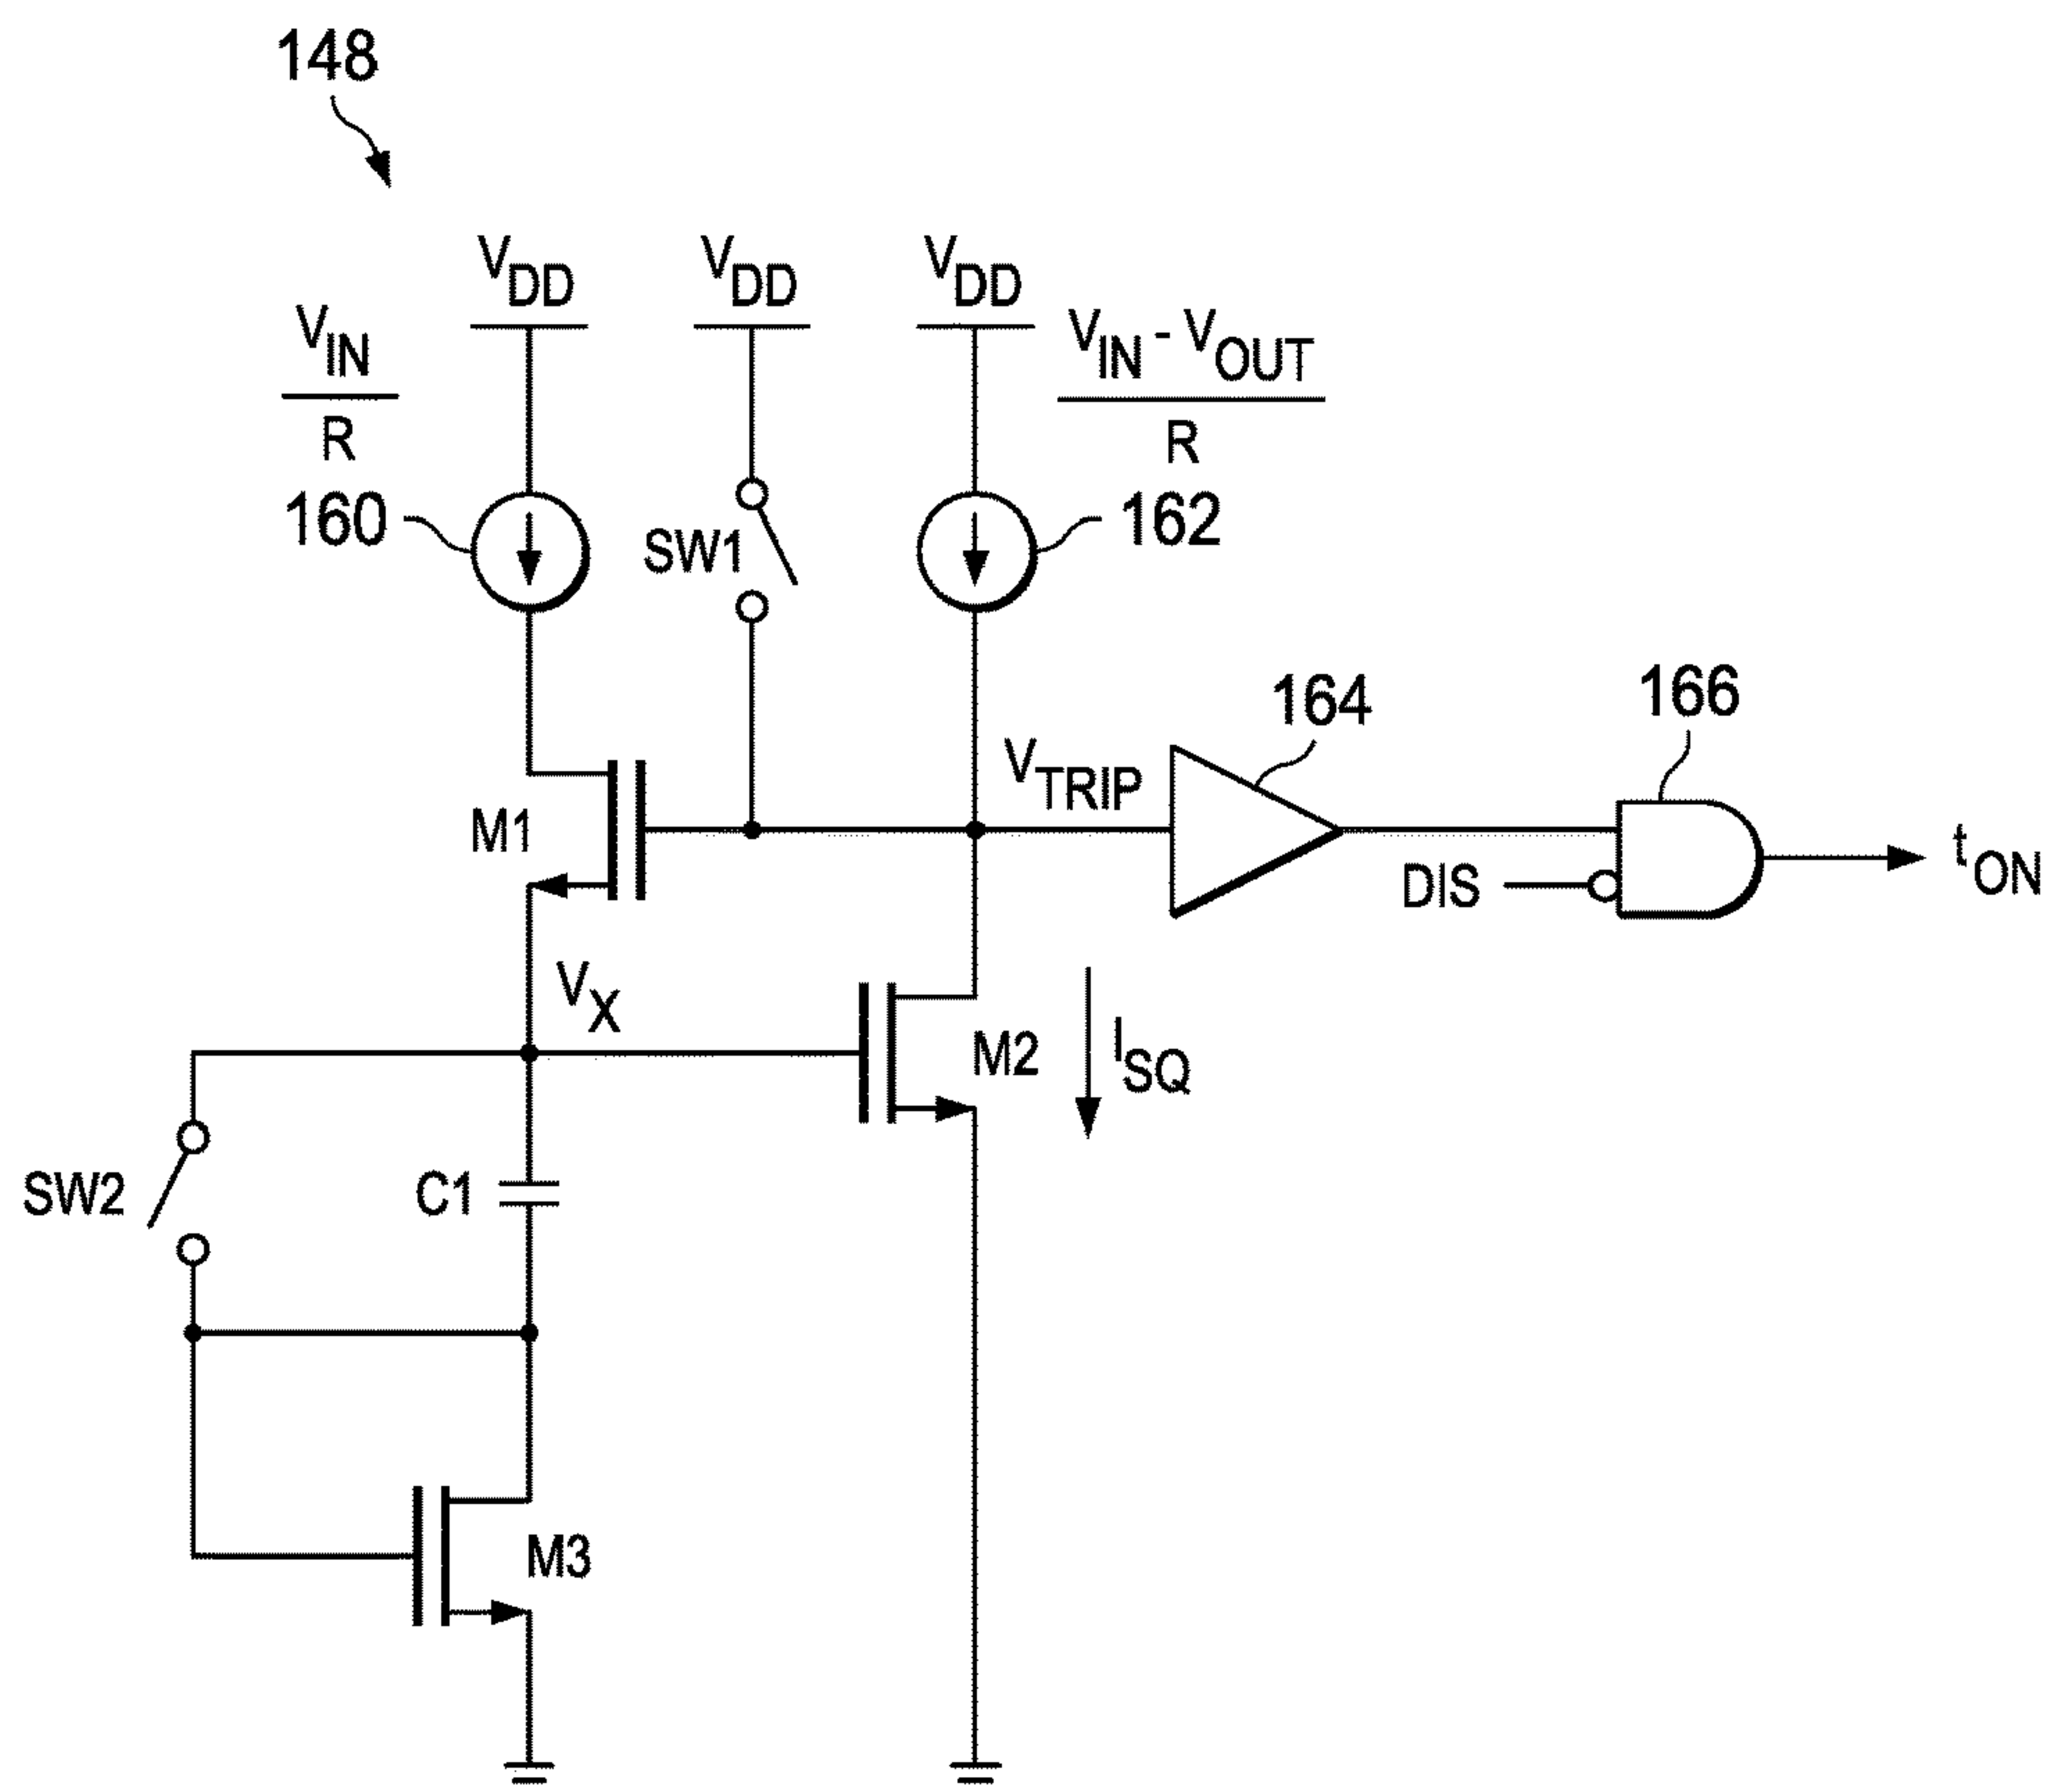 148
VDD VDD VDD
VIN
R
VIN - VOUT
R
160
SW1
162
164
166
M1
VTRIP
DIS
tON
VX
M2
ISQ
SW2
C1
M3